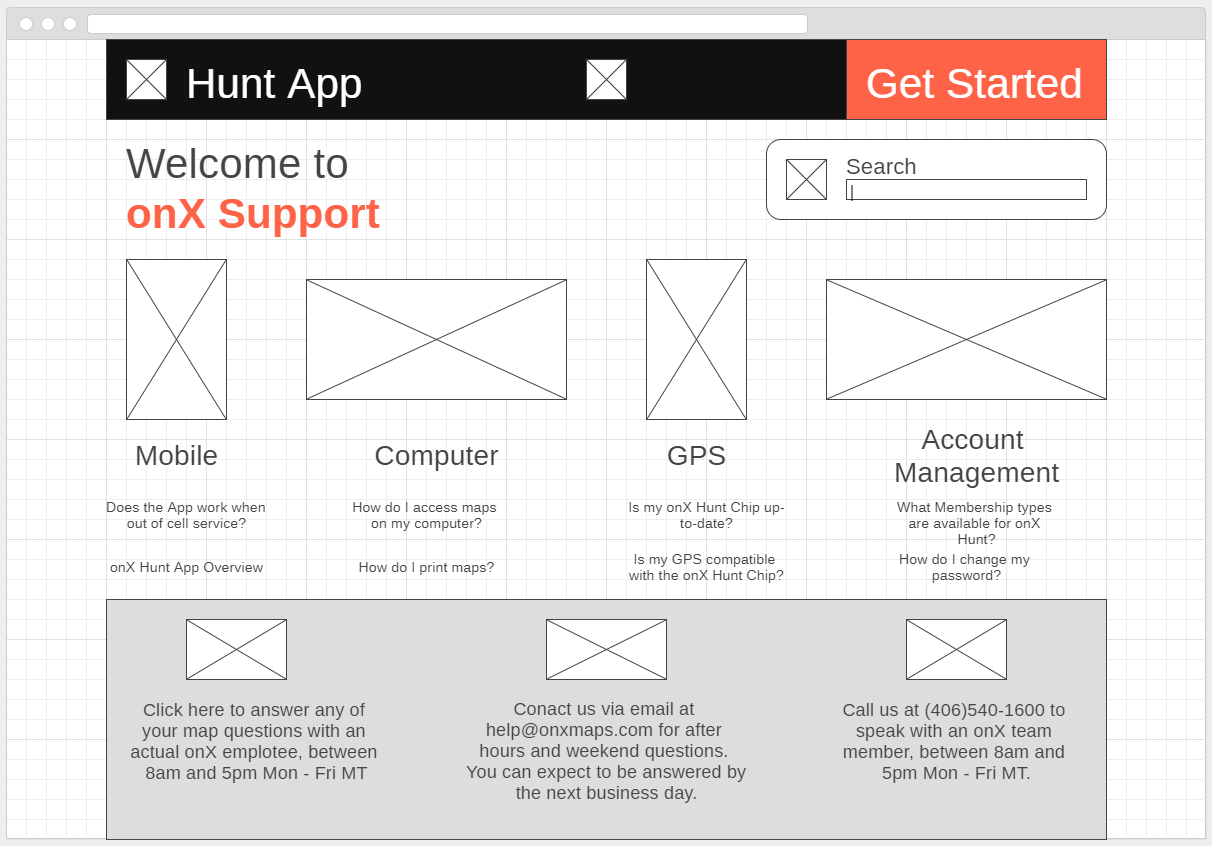 Hunt App
Get Started
Welcome to
onX Support
Search
Mobile
Does the App work when
out of cell service?
onX Hunt App Overview
Computer
How do I access maps
on my computer?
How do I print maps?
GPS
Is my onX Hunt Chip up-
to-date?
Is my GPS compatible
with the onX Hunt Chip?
Account
Management
What Membership types
are available for onX
Hunt?
How do I change my
password?
Click here to answer any of
your map questions with an
actual onX emplotee, between
8am and 5pm Mon - Fri MT
Conact us via email at
help@onxmaps.com for after
hours and weekend questions.
You can expect to be answered by
the next business day.
Call us at (406)540-1600 to
speak with an onX team
member, between 8am and
5pm Mon - Fri MT.